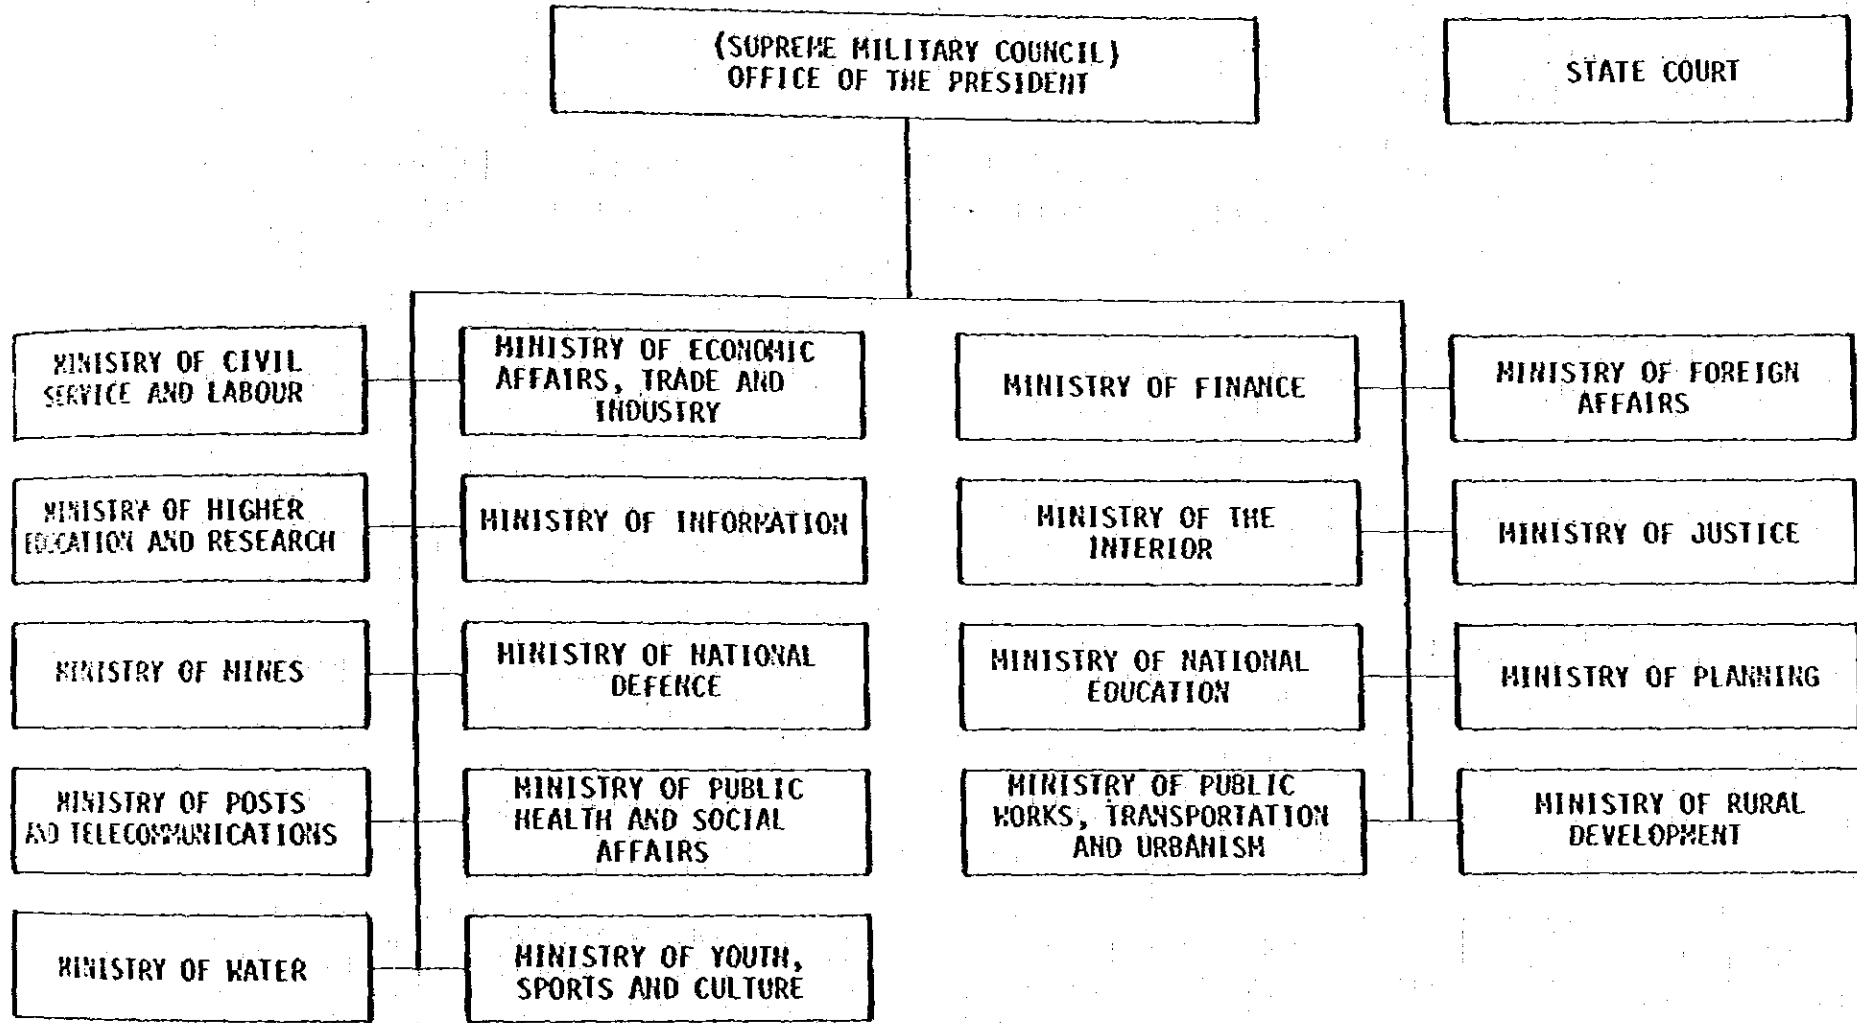 (SUPREME MILITARY COUNCIL)
OFFICE OF THE PRESIDENT
STATE COURT
MINISTRY OF CIVIL
SERVICE AND LABOUR
MINISTRY OF ECONOMIC
AFFAIRS, TRADE AND
INDUSTRY
MINISTRY OF FINANCE
MINISTRY OF FOREIGN
AFFAIRS
MINISTRY OF HIGHER
EDUCATION AND RESEARCH
MINISTRY OF INFORMATION
MINISTRY OF THE
INTERIOR
MINISTRY OF JUSTICE
MINISTRY OF MINES
MINISTRY OF NATIONAL
DEFENCE
MINISTRY OF NATIONAL
EDUCATION
MINISTRY OF PLANNING
MINISTRY OF POSTS
AND TELECOMMUNICATIONS
MINISTRY OF PUBLIC
HEALTH AND SOCIAL
AFFAIRS
MINISTRY OF PUBLIC
WORKS, TRANSPORTATION
AND URBANISM
MINISTRY OF RURAL
DEVELOPMENT
MINISTRY OF WATER
MINISTRY OF YOUTH,
SPORTS AND CULTURE